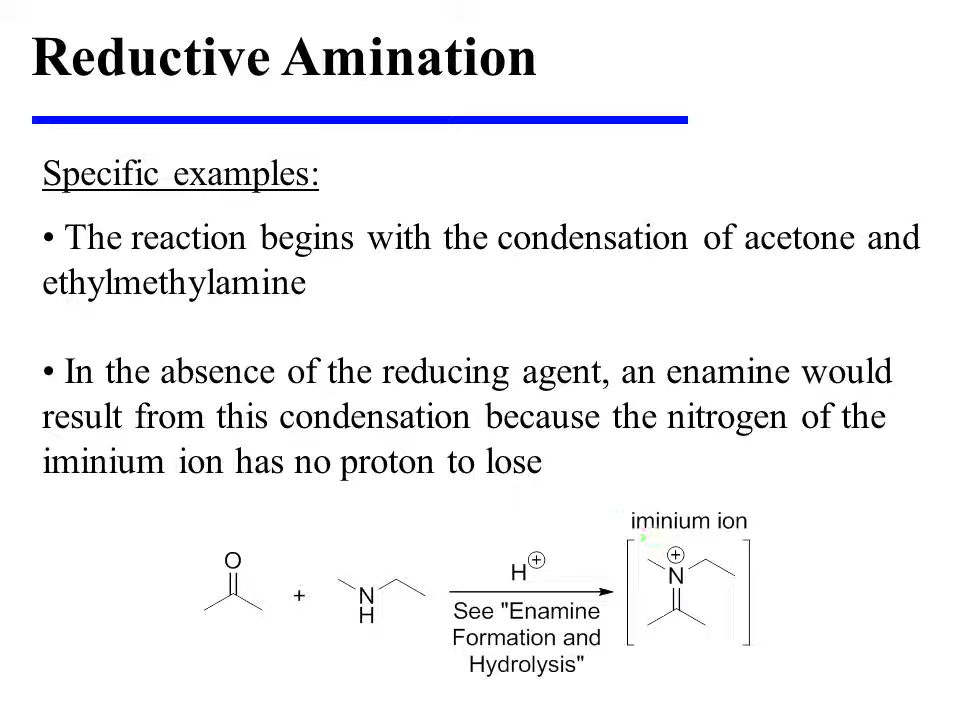 Reductive Amination
Specific examples:
• The reaction begins with the condensation of acetone and
ethylmethylamine
• In the absence of the reducing agent, an enamine would
result from this condensation because the nitrogen of the
iminium ion has no proton to lose
iminium ion
O
+
N
H
H+
See "Enamine
Formation and
Hydrolysis"
+
N